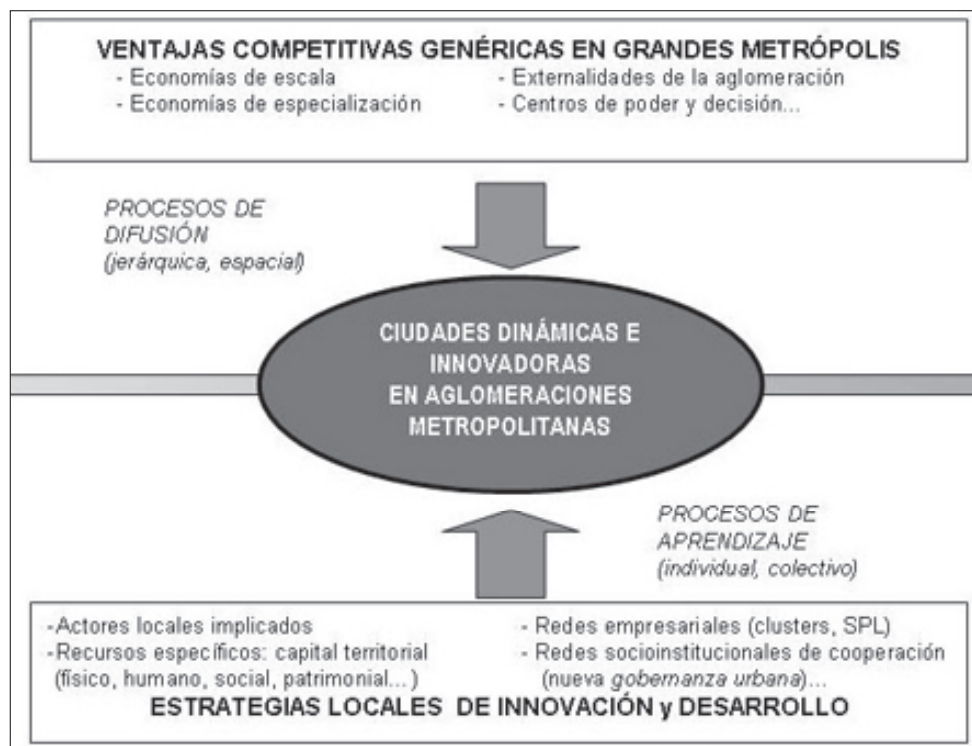 VENTAJAS COMPETITIVAS GENÉRICAS EN GRANDES METRÓPOLIS
- Economías de escala
- Economías de especialización
- Externalidades de la aglomeración
- Centros de poder y decisión...
PROCESOS DE
DIFUSIÓN
(jerárquica, espacial)
CIUDADES DINÁMICAS E
INNOVADORAS
EN AGLOMERACIONES
METROPOLITANAS
PROCESOS DE
APRENDIZAJE
(individual, colectivo)
-Actores locales implicados
-Recursos específicos: capital territorial
(físico, humano, social, patrimonial...)
- Redes empresariales (clusters, SPL)
- Redes socioinstitucionales de cooperación
(nueva gobernanza urbana)...
ESTRATEGIAS LOCALES DE INNOVACIÓN y DESARROLLO